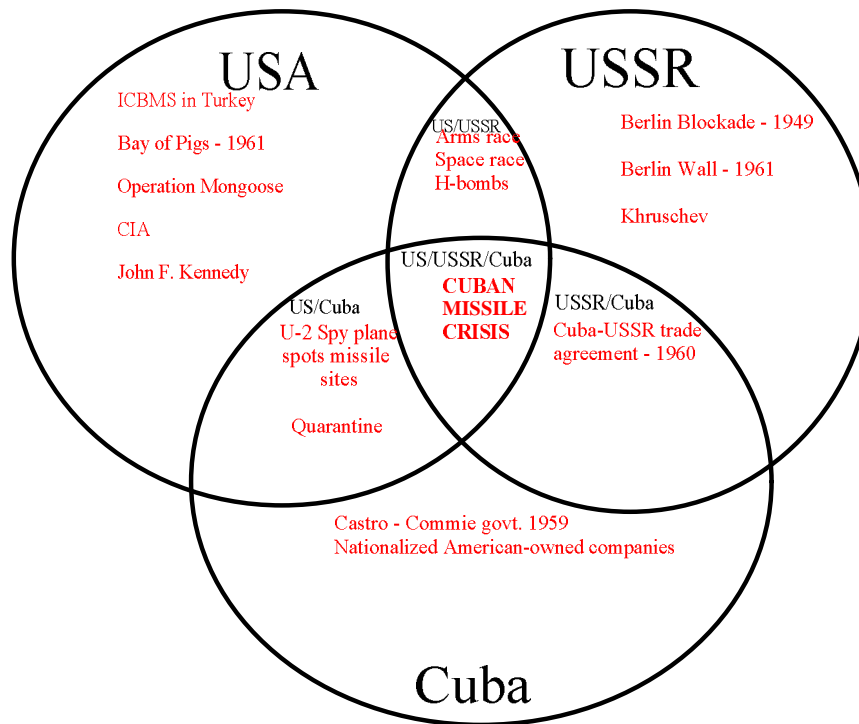 USA
USSR
ICBMS in Turkey
Bay of Pigs - 1961
Operation Mongoose
CIA
John F. Kennedy
US/USSR
Arms race
Space race
H-bombs
Berlin Blockade - 1949
Berlin Wall - 1961
Khruschev
US/USSR/Cuba
CUBAN
MISSILE
CRISIS
US/Cuba
U-2 Spy plane
spots missile
sites
Quarantine
USSR/Cuba
Cuba-USSR trade
agreement - 1960
Castro - Commie govt. 1959
Nationalized American-owned companies
Cuba